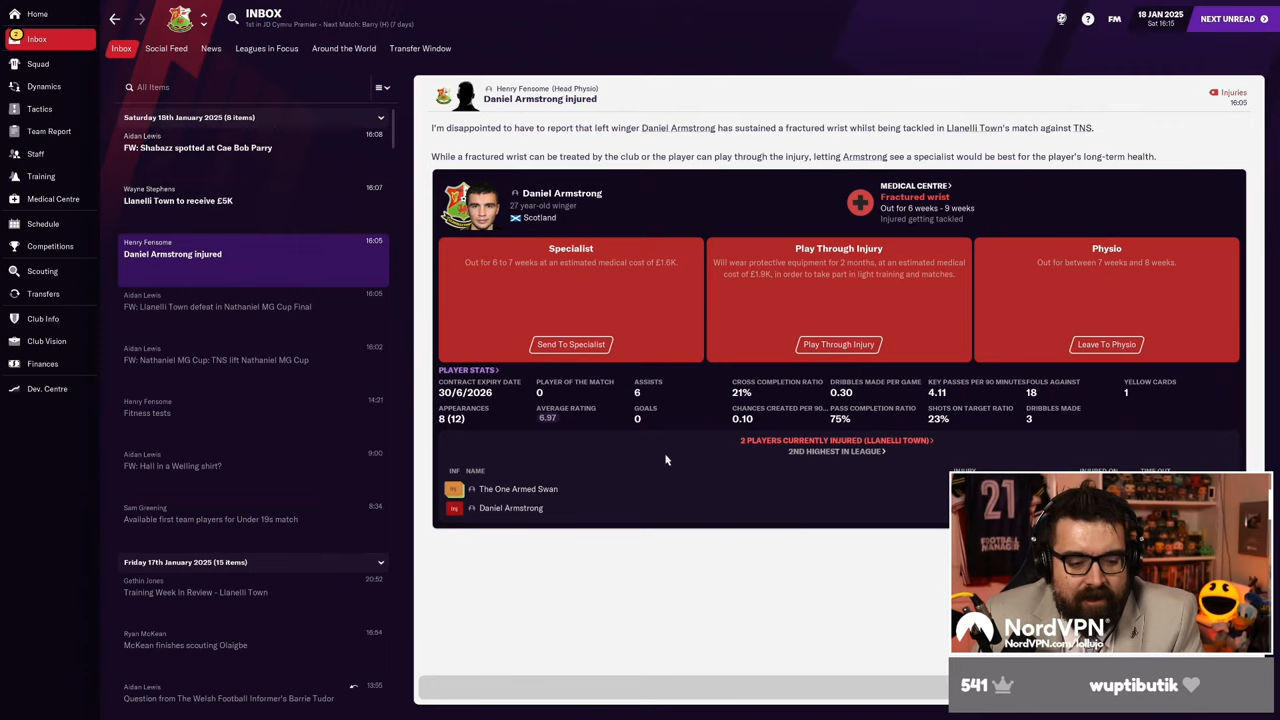 Home
INBOX
1st in JD Cymru Premier - Next Match: Barry (H) (7 days)
FM
18 JAN 2025
Sat 16:15
NEXT UNREAD
2
Inbox
Squad
Dynamics
Tactics
Team Report
Staff
Training
Medical Centre
Schedule
Competitions
Scouting
Transfers
Club Info
Club Vision
Finances
Dev. Centre
Inbox
Social Feed
News
Leagues in Focus
Around the World
Transfer Window
All Items
Saturday 18th January 2025 (8 items)
Aidan Lewis 16:08
FW: Shabazz spotted at Cae Bob Parry
Wayne Stephens 16:07
Llanelli Town to receive £5K
Henry Fensome 16:05
Daniel Armstrong injured
Aidan Lewis 16:05
FW: Llanelli Town defeat in Nathaniel MG Cup Final
Aidan Lewis 16:02
FW: Nathaniel MG Cup: TNS lift Nathaniel MG Cup
Henry Fensome 14:21
Fitness tests
Aidan Lewis 9:00
FW: Hall in a Welling shirt?
Sam Greening 8:34
Available first team players for Under 19s match
Friday 17th January 2025 (15 items)
Gethin Jones 20:52
Training Week In Review - Llanelli Town
Ryan McKean 16:54
McKean finishes scouting Olaigbe
Aidan Lewis 13:55
Question from The Welsh Football Informer's Barrie Tudor
Henry Fensome (Head Physio)
Daniel Armstrong injured
Injuries
16:05
I'm disappointed to have to report that left winger Daniel Armstrong has sustained a fractured wrist whilst being tackled in Llanelli Town's match against TNS.
While a fractured wrist can be treated by the club or the player can play through the injury, letting Armstrong see a specialist would be best for the player's long-term health.
Daniel Armstrong
27 year-old winger
Scotland
MEDICAL CENTRE
Fractured wrist
Out for 6 weeks - 9 weeks
Injured getting tackled
Specialist
Out for 6 to 7 weeks at an estimated medical cost of £1.6K.
Send To Specialist
Play Through Injury
Will wear protective equipment for 2 months, at an estimated medical
cost of £1.9K, in order to take part in light training and matches.
Play Through Injury
Physio
Out for between 7 weeks and 8 weeks.
Leave To Physio
PLAYER STATS
CONTRACT EXPIRY DATE PLAYER OF THE MATCH ASSISTS CROSS COMPLETION RATIO DRIBBLES MADE PER GAME KEY PASSES PER 90 MINUTES FOULS AGAINST YELLOW CARDS
30/6/2026 0 6 21% 0.30 4.11 18 1
APPEARANCES AVERAGE RATING GOALS CHANCES CREATED PER 90... PASS COMPLETION RATIO SHOTS ON TARGET RATIO DRIBBLES MADE
8 (12) 6.97 0 0.10 75% 23% 3
2 PLAYERS CURRENTLY INJURED (LLANELLI TOWN)
2ND HIGHEST IN LEAGUE
INF NAME INJURY INJURED ON TIME OUT
Inj The One Armed Swan
Inj Daniel Armstrong
21
FOOTBALL
MANAGER
NordVPN®
NordVPN.com/lollujo
541
wuptibutik